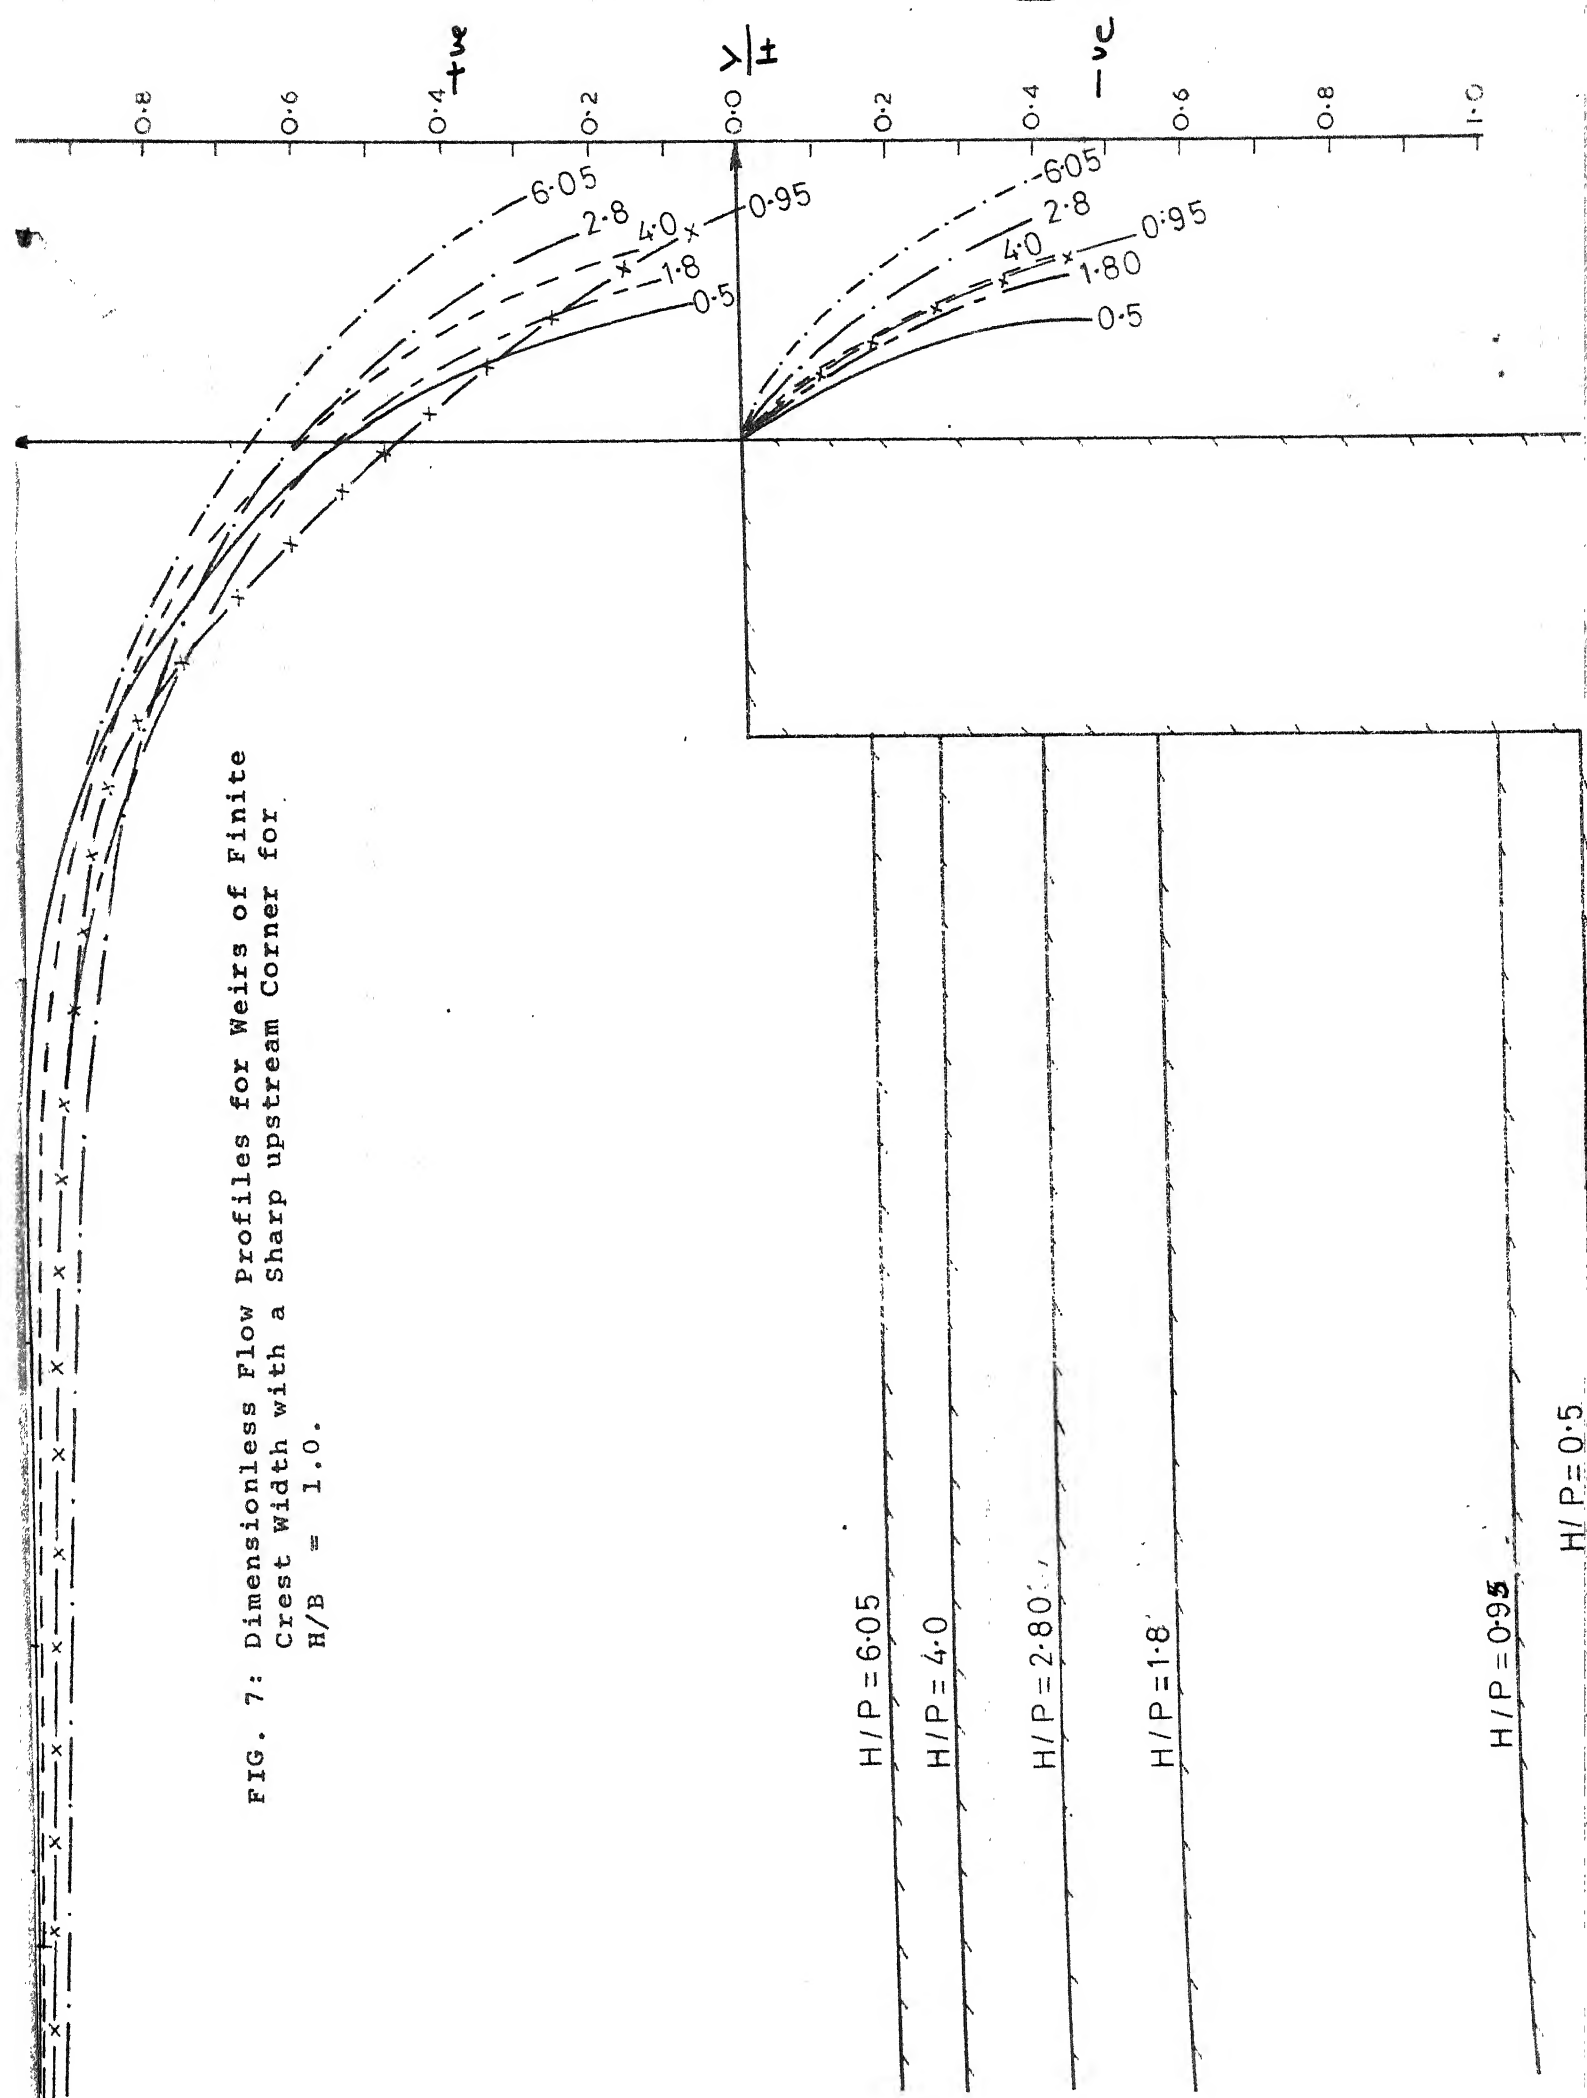 0.8
0.6
0.4
+ve
0.2
0.0
Y/H
0.2
0.4
-ve
0.6
0.8
1.0
6.05
2.8
4.0
0.95
1.8
0.5
6.05
2.8
4.0
0.95
1.80
0.5
FIG. 7: Dimensionless Flow Profiles for Weirs of Finite
Crest Width with a Sharp upstream Corner for
H/B = 1.0.
H/P = 6.05
H/P = 4.0
H/P = 2.80
H/P = 1.8
H/P = 0.95
H/P = 0.5